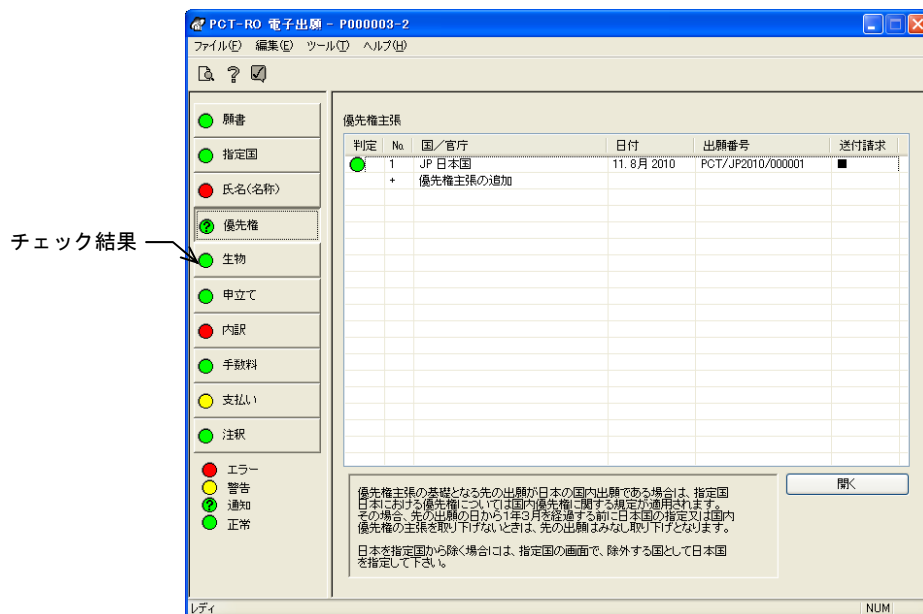 PCT-RO 電子出願 - P000003-2
ファイル(F) 編集(E) ツール(T) ヘルプ(H)
願書
指定国
氏名(名称)
優先権
チェック結果
生物
申立て
内訳
手数料
支払い
注釈
エラー
警告
通知
正常
優先権主張
判定 No. 国/官庁 日付 出願番号 送付請求
1 JP 日本国 11. 8月 2010 PCT/JP2010/000001 ■
+ 優先権主張の追加
開く
優先権主張の基礎となる先の出願が日本の国内出願である場合は、指定国
日本における優先権については国内優先権に関する規定が適用されます。
その場合、先の出願の日から1年3月を経過する前に日本国の指定又は国内
優先権の主張を取り下げないときは、先の出願はみなし取り下げとなります。
日本を指定国から除く場合には、指定国の画面で、除外する国として日本国
を指定して下さい。
レディ NUM